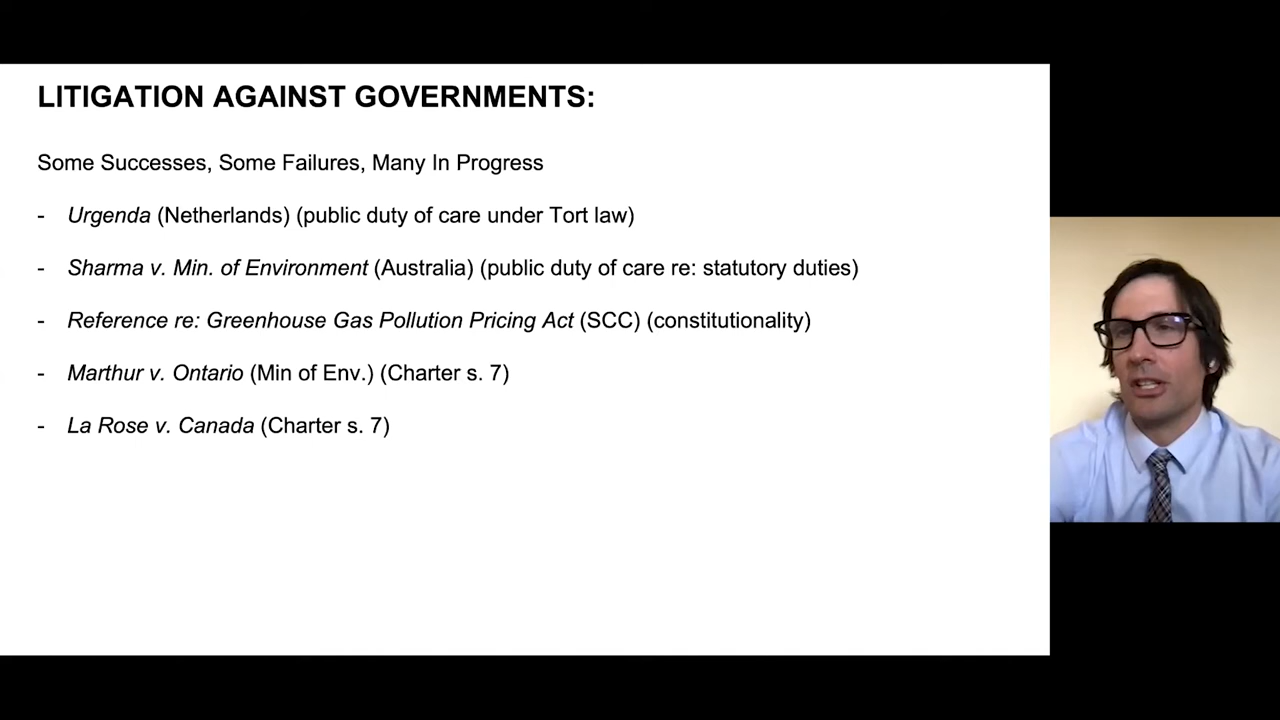 LITIGATION AGAINST GOVERNMENTS:
Some Successes, Some Failures, Many In Progress
- Urgenda (Netherlands) (public duty of care under Tort law)
- Sharma v. Min. of Environment (Australia) (public duty of care re: statutory duties)
- Reference re: Greenhouse Gas Pollution Pricing Act (SCC) (constitutionality)
- Marthur v. Ontario (Min of Env.) (Charter s. 7)
- La Rose v. Canada (Charter s. 7)